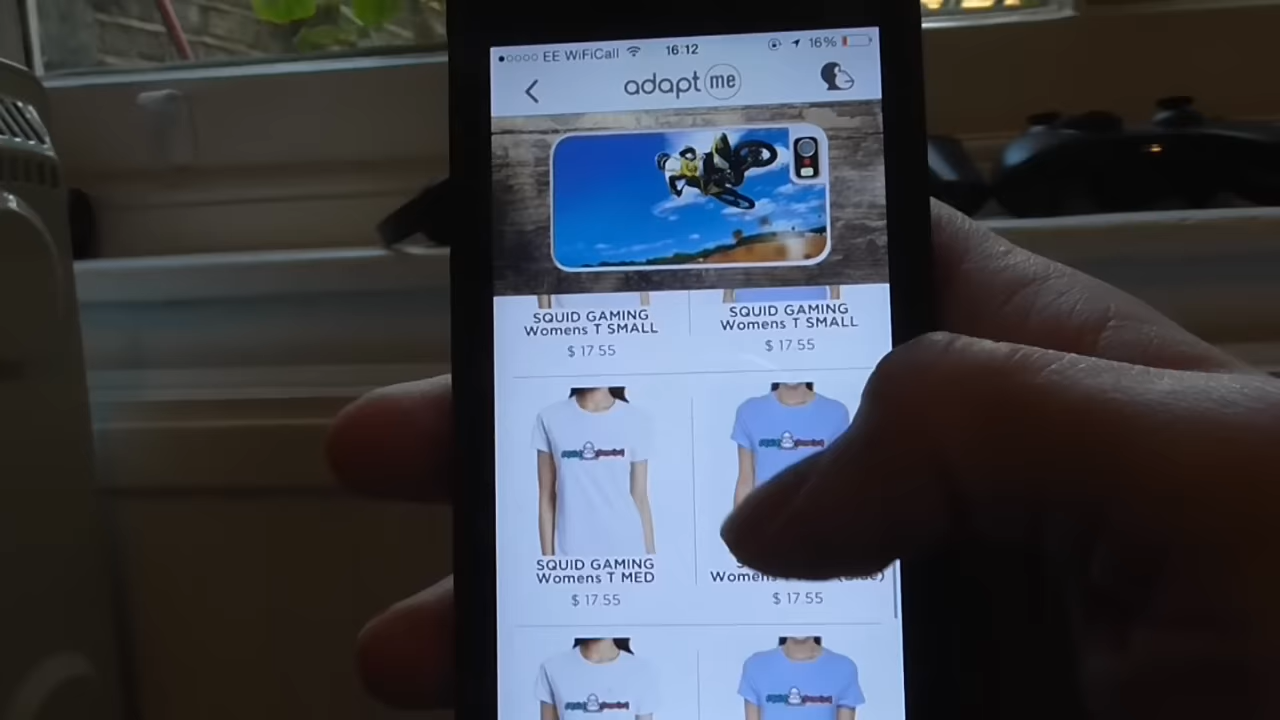 EE WiFiCall 16:12 16%
adapt me
SQUID GAMING
Womens T SMALL
$ 17.55
SQUID GAMING
Womens T SMALL
$ 17.55
SQUID GAMING
Womens T MED
$ 17.55
Womens
$ 17.55